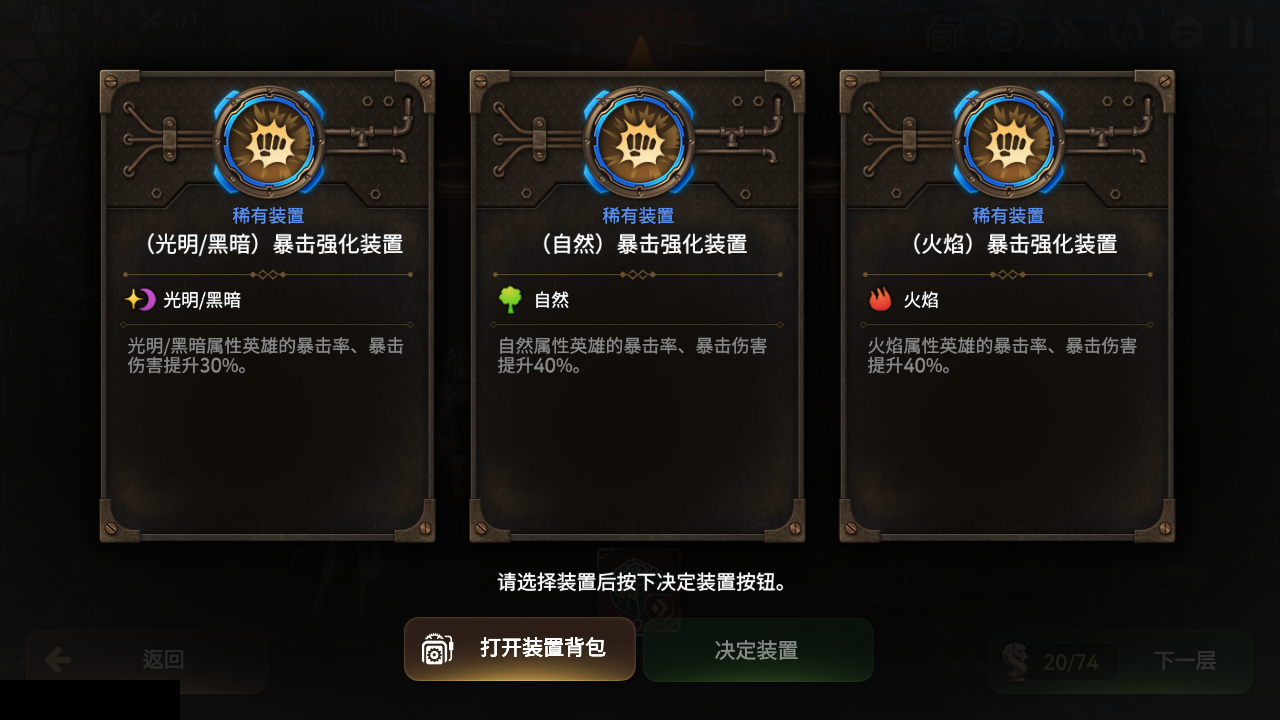 1/1
稀有装置
（光明/黑暗）暴击强化装置
光明/黑暗
光明/黑暗属性英雄的暴击率、暴击
伤害提升30%。
稀有装置
（自然）暴击强化装置
自然
自然属性英雄的暴击率、暴击伤害
提升40%。
稀有装置
（火焰）暴击强化装置
火焰
火焰属性英雄的暴击率、暴击伤害
提升40%。
请选择装置后按下决定装置按钮。
返回
打开装置背包
决定装置
20/74
下一层